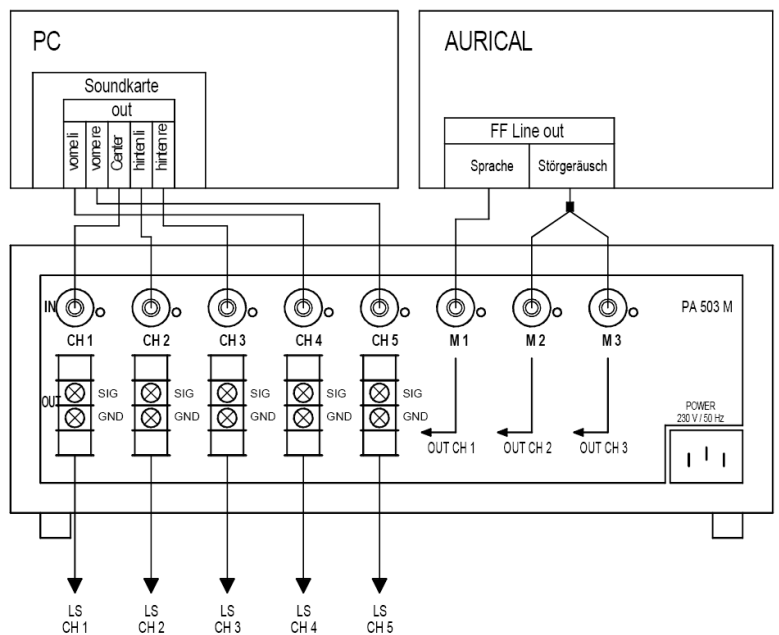 PC
AURICAL
Soundkarte
out
vorne li
vorne re
Center
hinten li
hinten re
FF Line out
Sprache
Störgeräusch
IN
PA 503 M
CH 1
CH 2
CH 3
CH 4
CH 5
M 1
M 2
M 3
OUT
SIG
SIG
SIG
SIG
SIG
GND
GND
GND
GND
GND
POWER
230 V / 50 Hz
OUT CH 1
OUT CH 2
OUT CH 3
LS
CH 1
LS
CH 2
LS
CH 3
LS
CH 4
LS
CH 5